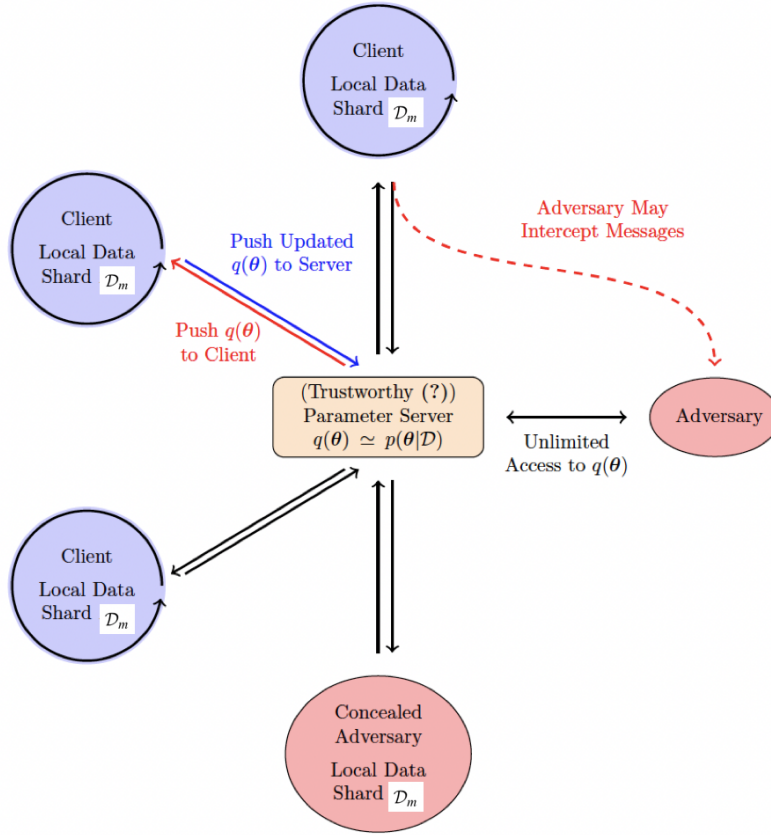 Client
Local Data
Shard 𝒟ₘ
Client
Local Data
Shard 𝒟ₘ
Push Updated
q(𝜽) to Server
Adversary May
Intercept Messages
Push q(𝜽)
to Client
(Trustworthy (?))
Parameter Server
q(𝜽) ≃ p(𝜽|𝒟)
Adversary
Unlimited
Access to q(𝜽)
Client
Local Data
Shard 𝒟ₘ
Concealed
Adversary
Local Data
Shard 𝒟ₘ